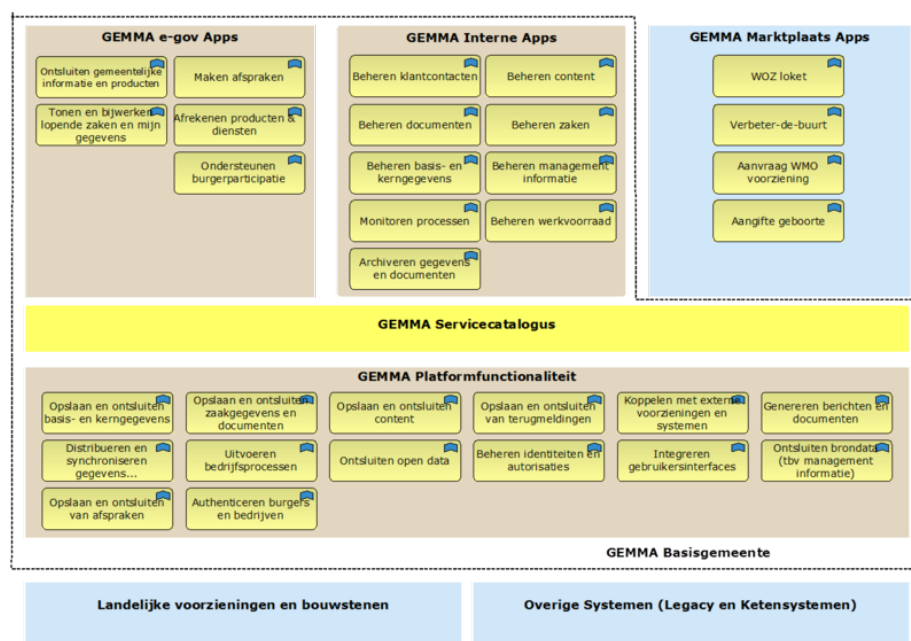 GEMMA e-gov Apps
Ontsluiten gemeentelijke
informatie en producten
Maken afspraken
Tonen en bijwerken
lopende zaken en mijn
gegevens
Afrekenen producten &
diensten
Ondersteunen
burgerparticipatie
GEMMA Interne Apps
Beheren klantcontacten
Beheren content
Beheren documenten
Beheren zaken
Beheren basis- en
kerngegevens
Beheren management
informatie
Monitoren processen
Beheren werkvoorraad
Archiveren gegevens
en documenten
GEMMA Marktplaats Apps
WOZ loket
Verbeter-de-buurt
Aanvraag WMO
voorziening
Aangifte geboorte
GEMMA Servicecatalogus
GEMMA Platformfunctionaliteit
Opslaan en ontsluiten
basis- en kerngegevens
Opslaan en ontsluiten
zaakgegevens en
documenten
Opslaan en ontsluiten
content
Opslaan en ontsluiten
van terugmeldingen
Koppelen met externe
voorzieningen en
systemen
Genereren berichten en
documenten
Distribueren en
synchroniseren
gegevens...
Uitvoeren
bedrijfsprocessen
Ontsluiten open data
Beheren identiteiten en
autorisaties
Integreren
gebruikersinterfaces
Ontsluiten brondata
(tbv management
informatie)
Opslaan en ontsluiten
van afspraken
Authenticeren burgers
en bedrijven
GEMMA Basisgemeente
Landelijke voorzieningen en bouwstenen
Overige Systemen (Legacy en Ketensystemen)